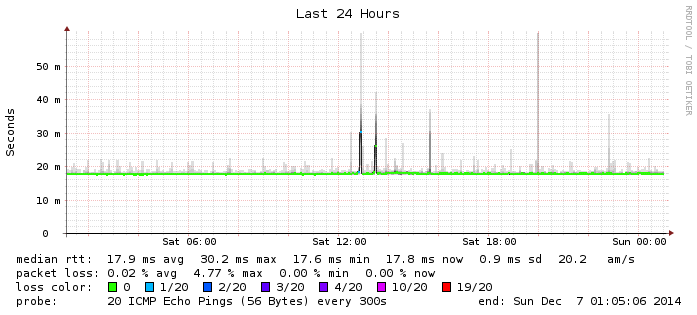 Last 24 Hours
RRDTOOL / TOBI OETIKER
Seconds
50 m
40 m
30 m
20 m
10 m
0
Sat 06:00 Sat 12:00 Sat 18:00 Sun 00:00
median rtt: 17.9 ms avg 30.2 ms max 17.6 ms min 17.8 ms now 0.9 ms sd 20.2 am/s
packet loss: 0.02 % avg 4.77 % max 0.00 % min 0.00 % now
loss color: 0 1/20 2/20 3/20 4/20 10/20 19/20
probe: 20 ICMP Echo Pings (56 Bytes) every 300s end: Sun Dec 7 01:05:06 2014